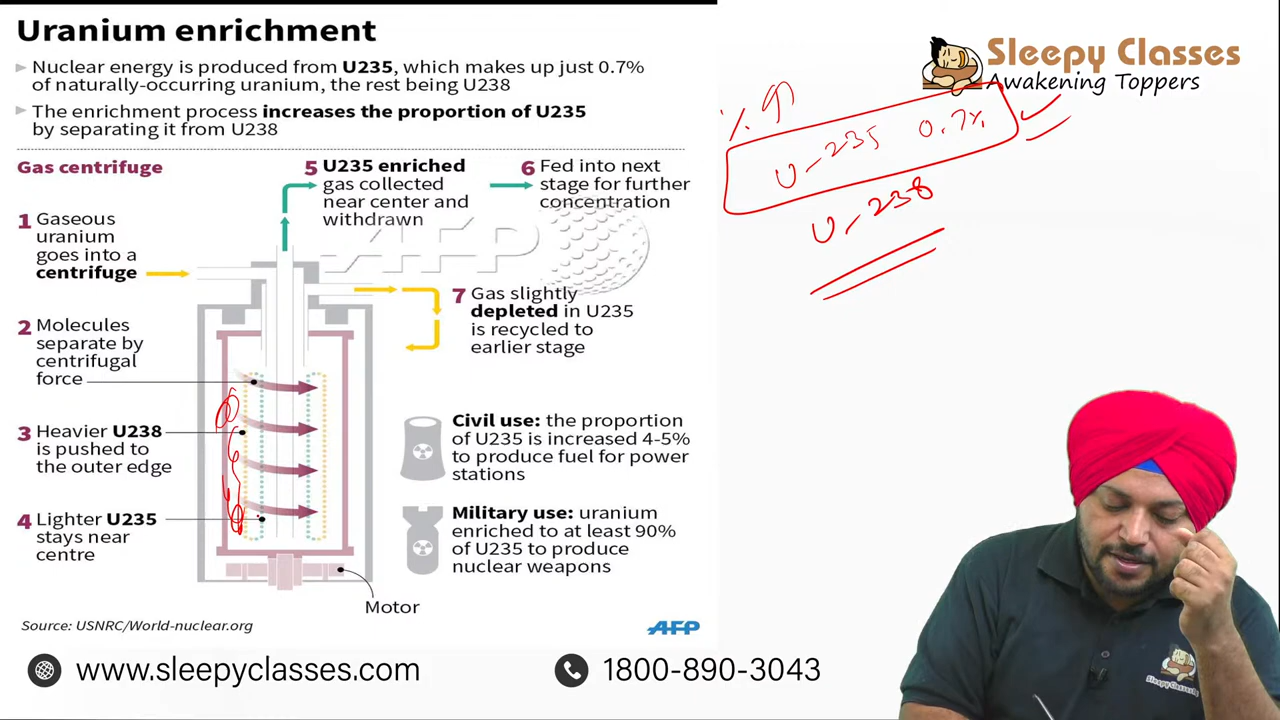 Uranium enrichment
Nuclear energy is produced from U235, which makes up just 0.7%
of naturally-occurring uranium, the rest being U238
The enrichment process increases the proportion of U235
by separating it from U238
Gas centrifuge
1 Gaseous
uranium
goes into a
centrifuge
2 Molecules
separate by
centrifugal
force
3 Heavier U238
is pushed to
the outer edge
4 Lighter U235
stays near
centre
5 U235 enriched
gas collected
near center and
withdrawn
6 Fed into next
stage for further
concentration
7 Gas slightly
depleted in U235
is recycled to
earlier stage
Civil use: the proportion
of U235 is increased 4-5%
to produce fuel for power
stations
Military use: uranium
enriched to at least 90%
of U235 to produce
nuclear weapons
Motor
Source: USNRC/World-nuclear.org
AFP
AFP
Sleepy Classes
Awakening Toppers
U-235 0.7%
U-238
SleepyClasses
www.sleepyclasses.com
1800-890-3043